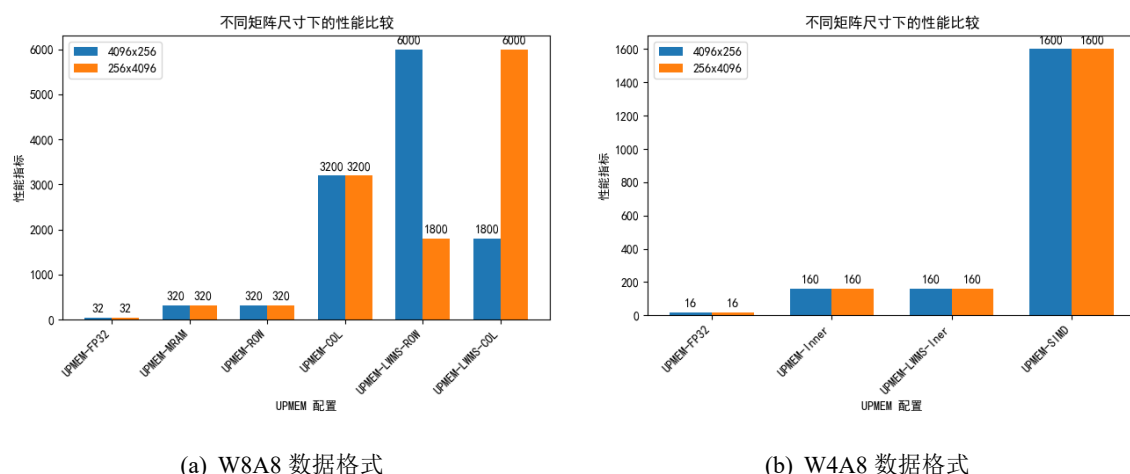 不同矩阵尺寸下的性能比较
4096x256
256x4096
性能指标
6000
5000
4000
3000
2000
1000
0
32 32
320 320
320 320
3200 3200
6000 1800
1800 6000
UPMEM-FP32
UPMEM-MRAM
UPMEM-ROW
UPMEM-COL
UPMEM-LWMS-ROW
UPMEM-LWMS-COL
UPMEM 配置
(a) W8A8 数据格式
不同矩阵尺寸下的性能比较
4096x256
256x4096
性能指标
1600
1400
1200
1000
800
600
400
200
0
16 16
160 160
160 160
1600 1600
UPMEM-FP32
UPMEM-Inner
UPMEM-LWMS-Iner
UPMEM-SIMD
UPMEM 配置
(b) W4A8 数据格式